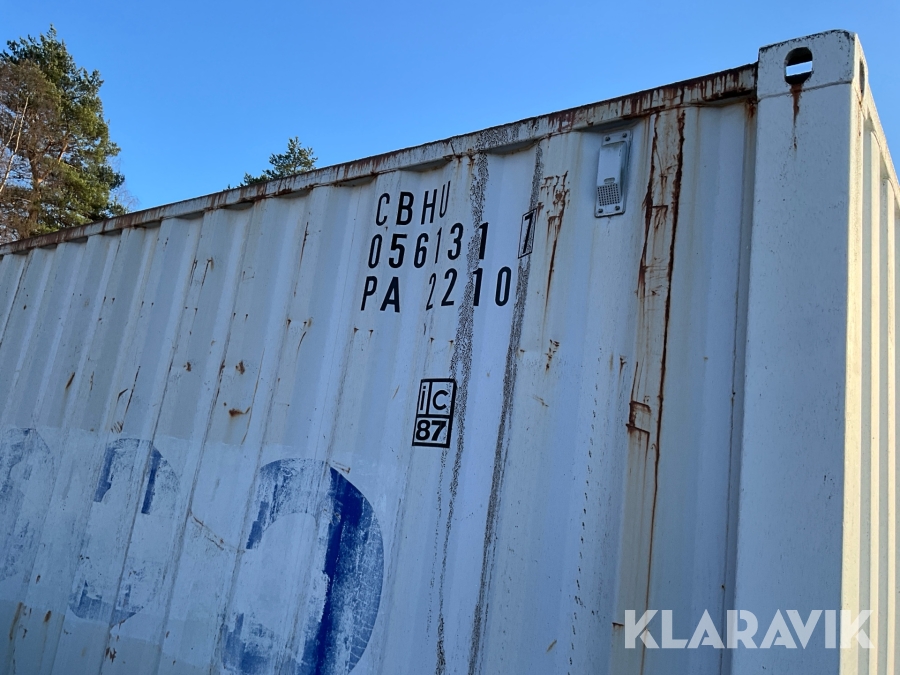 CBHU
056131 7
PA 2210
ic
87
KLARAVIK